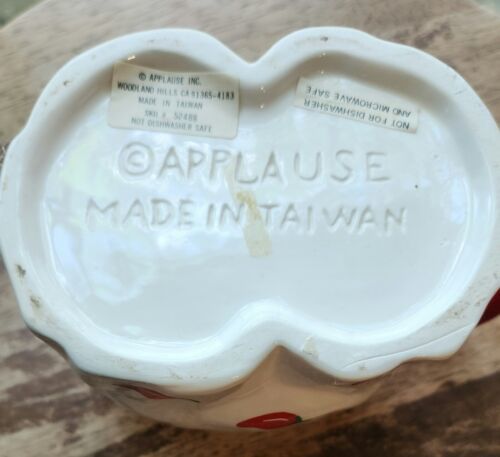 © APPLAUSE INC.
WOODLAND HILLS CA 91365-4183
MADE IN TAIWAN
SKU # 32488
NOT DISHWASHER SAFE
NOT FOR DISHWASHER
AND MICROWAVE SAFE
©APPLAUSE
MADE IN TAIWAN